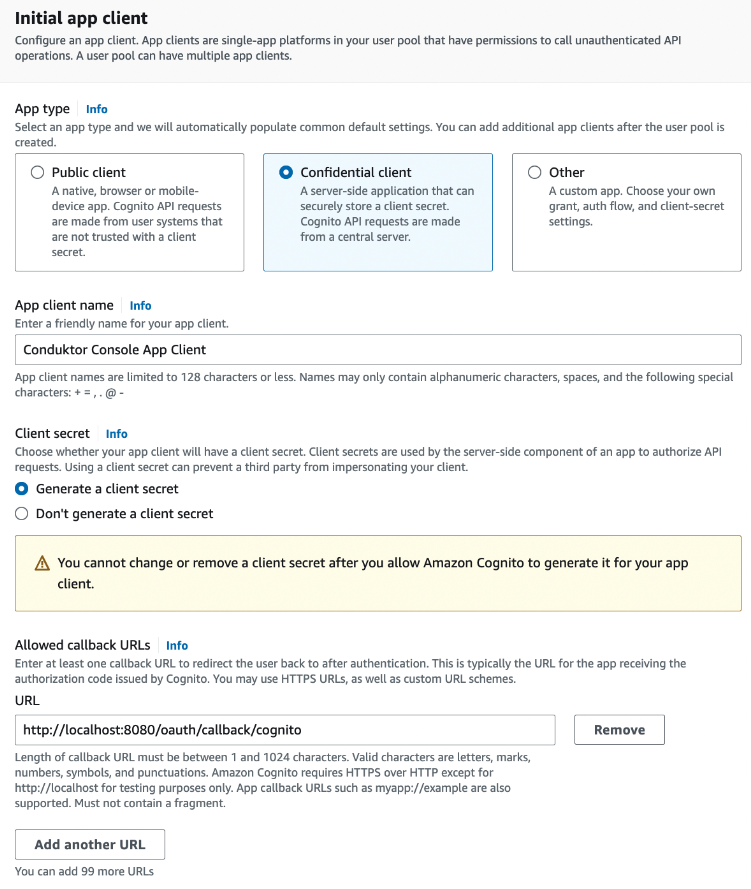 Initial app client
Configure an app client. App clients are single-app platforms in your user pool that have permissions to call unauthenticated API
operations. A user pool can have multiple app clients.
App type Info
Select an app type and we will automatically populate common default settings. You can add additional app clients after the user pool is
created.
Public client
A native, browser or mobile-
device app. Cognito API requests
are made from user systems that
are not trusted with a client
secret.
Confidential client
A server-side application that can
securely store a client secret.
Cognito API requests are made
from a central server.
Other
A custom app. Choose your own
grant, auth flow, and client-secret
settings.
App client name Info
Enter a friendly name for your app client.
Conduktor Console App Client
App client names are limited to 128 characters or less. Names may only contain alphanumeric characters, spaces, and the following special
characters: + = , . @ -
Client secret Info
Choose whether your app client will have a client secret. Client secrets are used by the server-side component of an app to authorize API
requests. Using a client secret can prevent a third party from impersonating your client.
Generate a client secret
Don't generate a client secret
You cannot change or remove a client secret after you allow Amazon Cognito to generate it for your app
client.
Allowed callback URLs Info
Enter at least one callback URL to redirect the user back to after authentication. This is typically the URL for the app receiving the
authorization code issued by Cognito. You may use HTTPS URLs, as well as custom URL schemes.
URL
http://localhost:8080/oauth/callback/cognito
Remove
Length of callback URL must be between 1 and 1024 characters. Valid characters are letters, marks,
numbers, symbols, and punctuations. Amazon Cognito requires HTTPS over HTTP except for
http://localhost for testing purposes only. App callback URLs such as myapp://example are also
supported. Must not contain a fragment.
Add another URL
You can add 99 more URLs